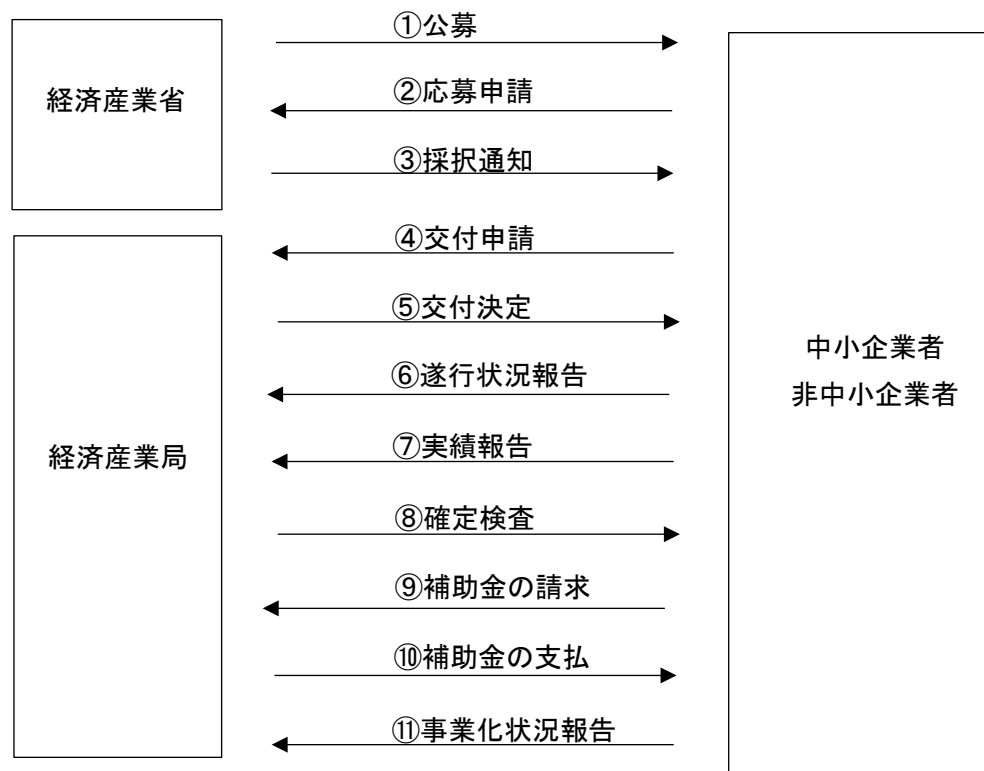 ①公募
経済産業省
②応募申請
③採択通知
④交付申請
⑤交付決定
中小企業者
非中小企業者
⑥遂行状況報告
経済産業局
⑦実績報告
⑧確定検査
⑨補助金の請求
⑩補助金の支払
⑪事業化状況報告